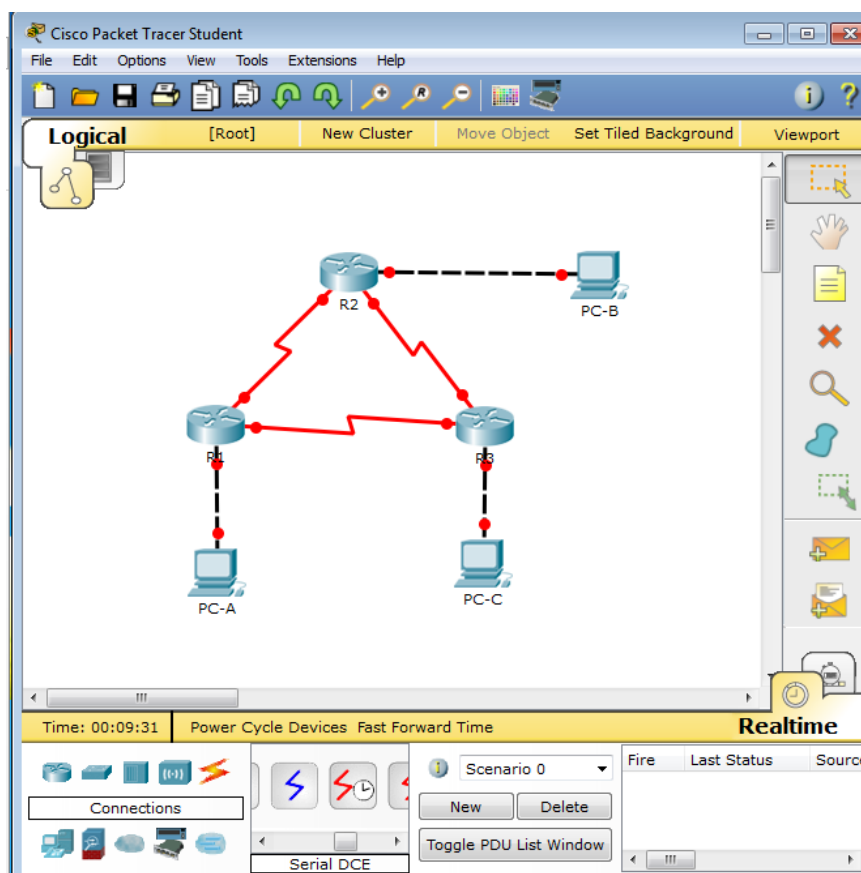 Cisco Packet Tracer Student
File Edit Options View Tools Extensions Help
Logical [Root] New Cluster Move Object Set Tiled Background Viewport
R2
PC-B
R1
R3
PC-A
PC-C
Time: 00:09:31 Power Cycle Devices Fast Forward Time Realtime
Scenario 0
Fire Last Status Source
Connections
New Delete
Toggle PDU List Window
Serial DCE